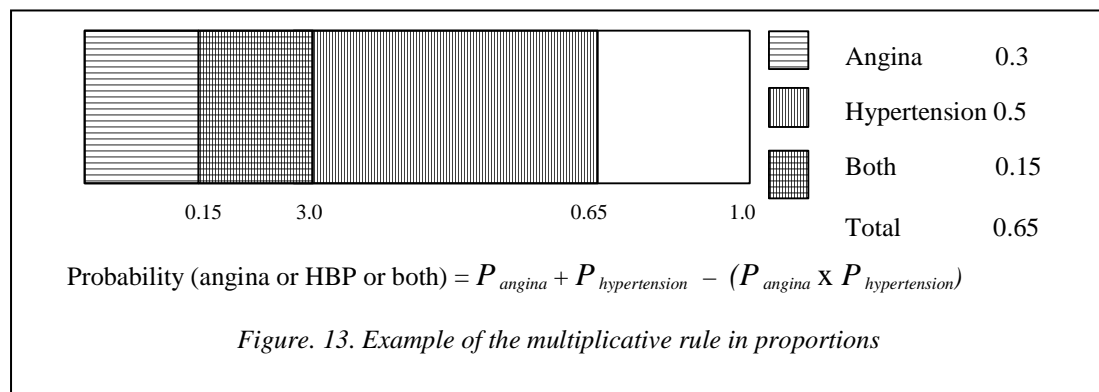 Angina 0.3
Hypertension 0.5
Both 0.15
Total 0.65
0.15 3.0 0.65 1.0
Probability (angina or HBP or both) = P angina + P hypertension – (P angina x P hypertension)
Figure. 13. Example of the multiplicative rule in proportions